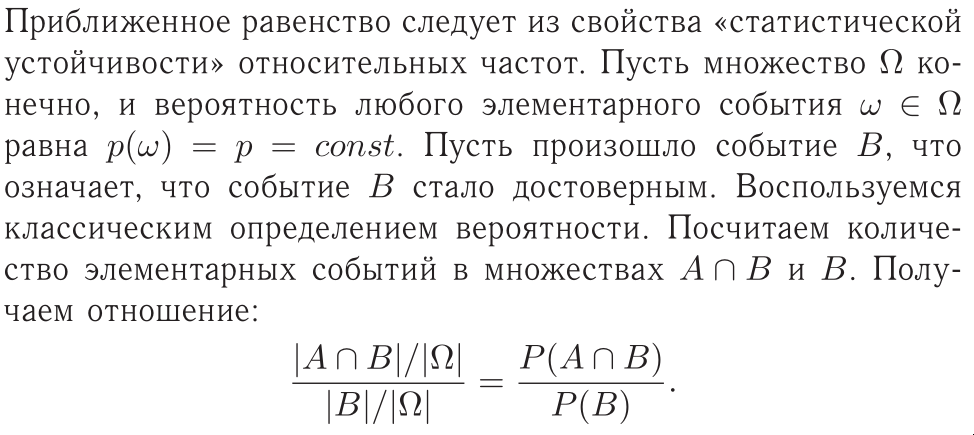 Приближенное равенство следует из свойства «статистической
устойчивости» относительных частот. Пусть множество Ω ко-
нечно, и вероятность любого элементарного события ω ∈ Ω
равна p(ω) = p = const. Пусть произошло событие B, что
означает, что событие B стало достоверным. Воспользуемся
классическим определением вероятности. Посчитаем количе-
ство элементарных событий в множествах A ∩ B и B. Полу-
чаем отношение:
|A ∩ B|/|Ω| / |B|/|Ω| = P(A ∩ B) / P(B).